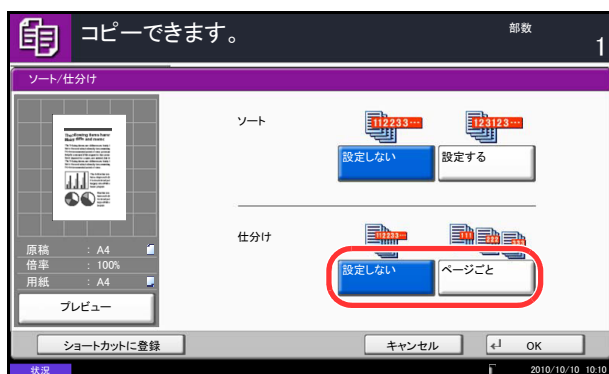 コピーできます。
部数
1
ソート/仕分け
ソート
112233...
123123...
設定しない
設定する
仕分け
112233...
111
222
設定しない
ページごと
原稿 : A4
倍率 : 100%
用紙 : A4
プレビュー
ショートカットに登録
キャンセル
OK
状況
2010/10/10 10:10